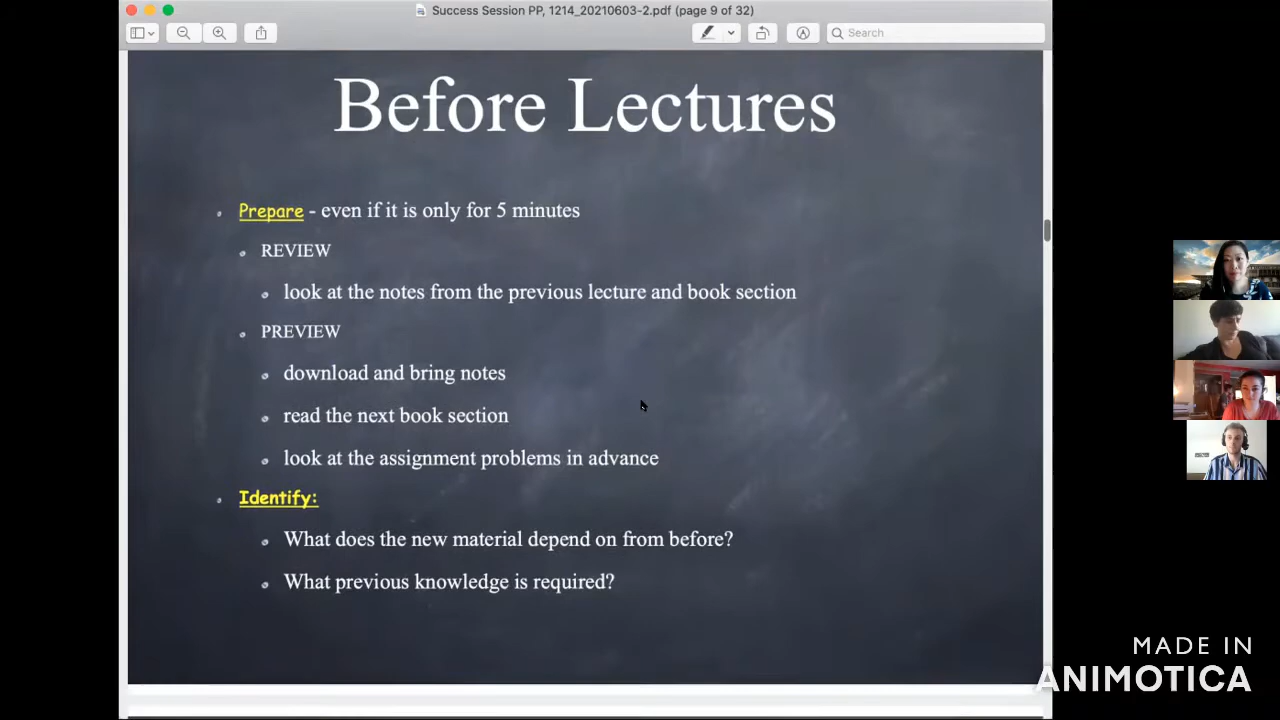 Success Session PP, 1214_20210603-2.pdf (page 9 of 32)
Search
Before Lectures
Prepare - even if it is only for 5 minutes
REVIEW
look at the notes from the previous lecture and book section
PREVIEW
download and bring notes
read the next book section
look at the assignment problems in advance
Identify:
What does the new material depend on from before?
What previous knowledge is required?
MADE IN
ANIMOTICA